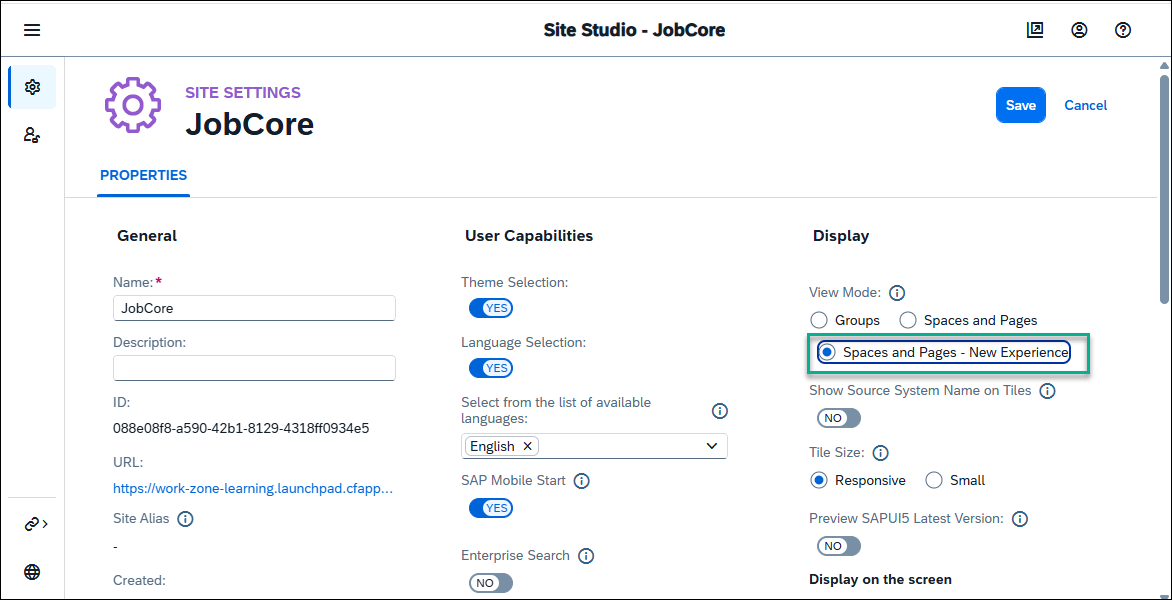 Site Studio - JobCore
SITE SETTINGS
JobCore
Save
Cancel
PROPERTIES
General
Name:*
JobCore
Description:
ID:
088e08f8-a590-42b1-8129-4318ff0934e5
URL:
https://work-zone-learning.launchpad.cfapp...
Site Alias
-
Created:
User Capabilities
Theme Selection:
YES
Language Selection:
YES
Select from the list of available
languages:
English
SAP Mobile Start
YES
Enterprise Search
NO
Display
View Mode:
Groups
Spaces and Pages
Spaces and Pages - New Experience
Show Source System Name on Tiles
NO
Tile Size:
Responsive
Small
Preview SAPUI5 Latest Version:
NO
Display on the screen